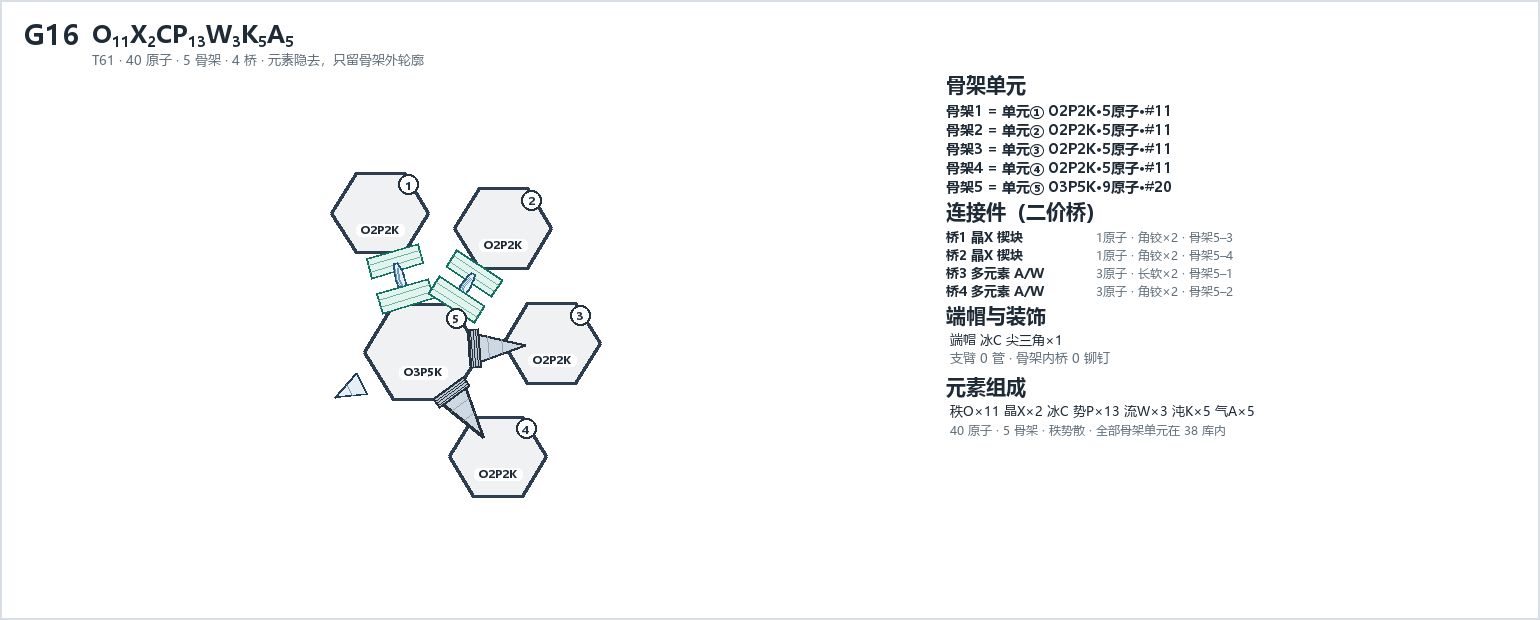 G16 O₁₁X₂CP₁₃W₃K₅A₅
T61 · 40 原子 · 5 骨架 · 4 桥 · 元素隐去，只留骨架外轮廓
1
O2P2K
2
O2P2K
5
O3P5K
3
O2P2K
4
O2P2K
骨架单元
骨架1 = 单元① O2P2K•5原子•#11
骨架2 = 单元② O2P2K•5原子•#11
骨架3 = 单元③ O2P2K•5原子•#11
骨架4 = 单元④ O2P2K•5原子•#11
骨架5 = 单元⑤ O3P5K•9原子•#20
连接件（二价桥）
桥1 晶X 楔块 1原子 · 角铰×2 · 骨架5–3
桥2 晶X 楔块 1原子 · 角铰×2 · 骨架5–4
桥3 多元素 A/W 3原子 · 长软×2 · 骨架5–1
桥4 多元素 A/W 3原子 · 角铰×2 · 骨架5–2
端帽与装饰
端帽 冰C 尖三角×1
支臂 0 管 · 骨架内桥 0 铆钉
元素组成
秩O×11 晶X×2 冰C 势P×13 流W×3 沌K×5 气A×5
40 原子 · 5 骨架 · 秩势散 · 全部骨架单元在 38 库内